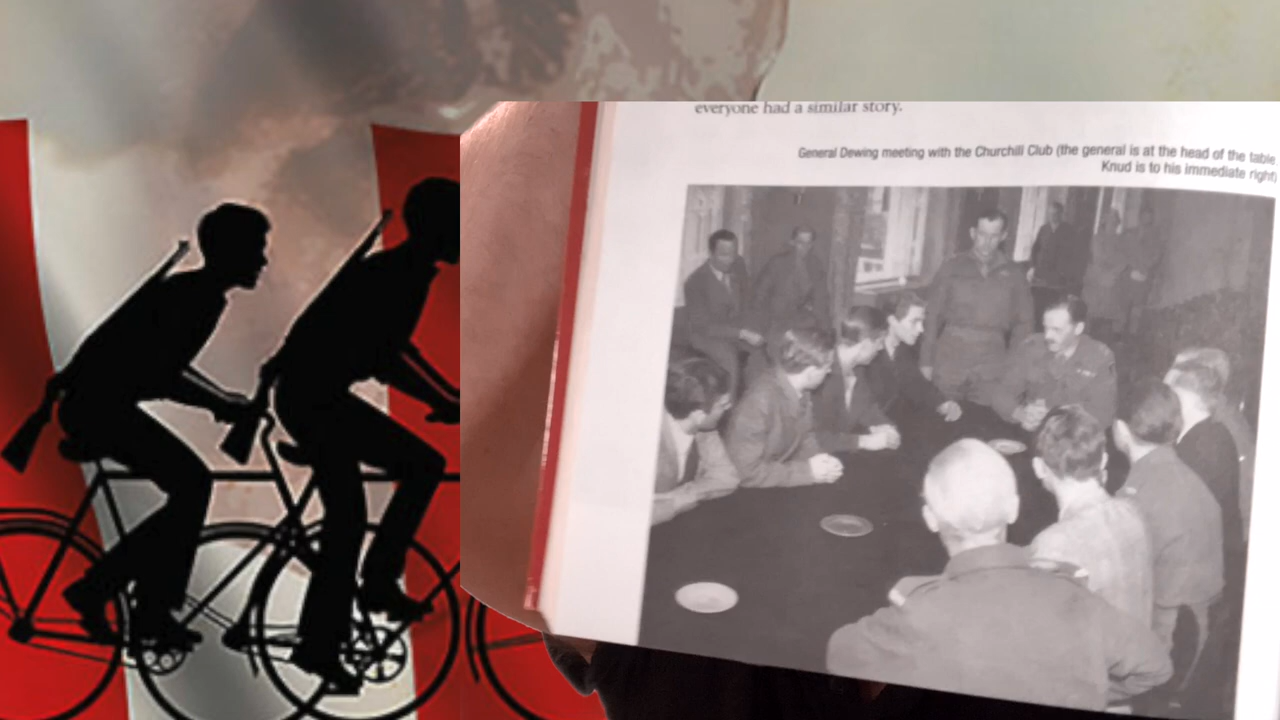 everyone had a similar story.
General Dewing meeting with the Churchill Club (the general is at the head of the table,
Knud is to his immediate right)